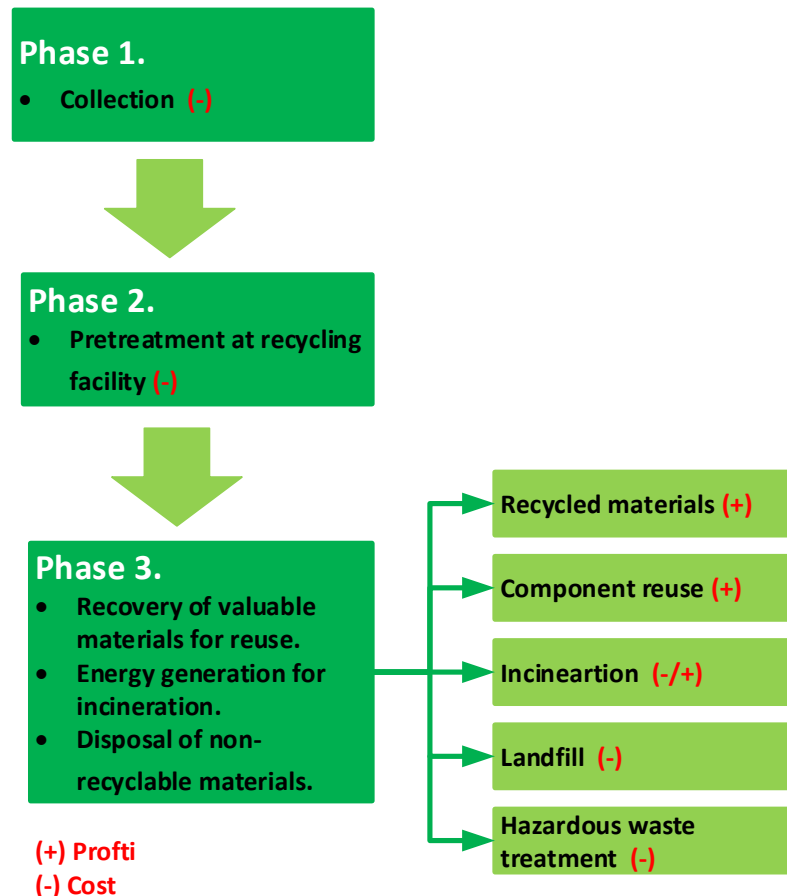 Phase 1.
• Collection (-)
Phase 2.
• Pretreatment at recycling
facility (-)
Phase 3.
• Recovery of valuable
materials for reuse.
• Energy generation for
incineration.
• Disposal of non-
recyclable materials.
Recycled materials (+)
Component reuse (+)
Incineartion (-/+)
Landfill (-)
Hazardous waste
treatment (-)
(+) Profti
(-) Cost